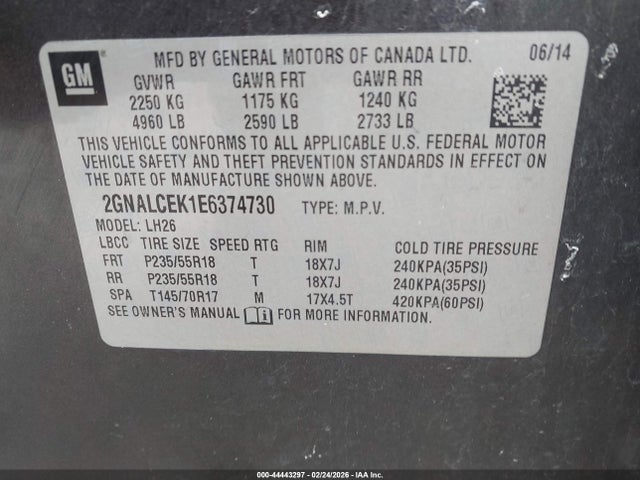 GM
MFD BY GENERAL MOTORS OF CANADA LTD. 06/14
GVWR GAWR FRT GAWR RR
2250 KG 1175 KG 1240 KG
4960 LB 2590 LB 2733 LB
THIS VEHICLE CONFORMS TO ALL APPLICABLE U.S. FEDERAL MOTOR
VEHICLE SAFETY AND THEFT PREVENTION STANDARDS IN EFFECT ON
THE DATE OF MANUFACTURE SHOWN ABOVE.
2GNALCEK1E6374730 TYPE: M.P.V.
MODEL: LH26
LBCC TIRE SIZE SPEED RTG RIM COLD TIRE PRESSURE
FRT P235/55R18 T 18X7J 240KPA(35PSI)
RR P235/55R18 T 18X7J 240KPA(35PSI)
SPA T145/70R17 M 17X4.5T 420KPA(60PSI)
SEE OWNER'S MANUAL FOR MORE INFORMATION.
000-44443297 - 02/24/2026 - IAA Inc.